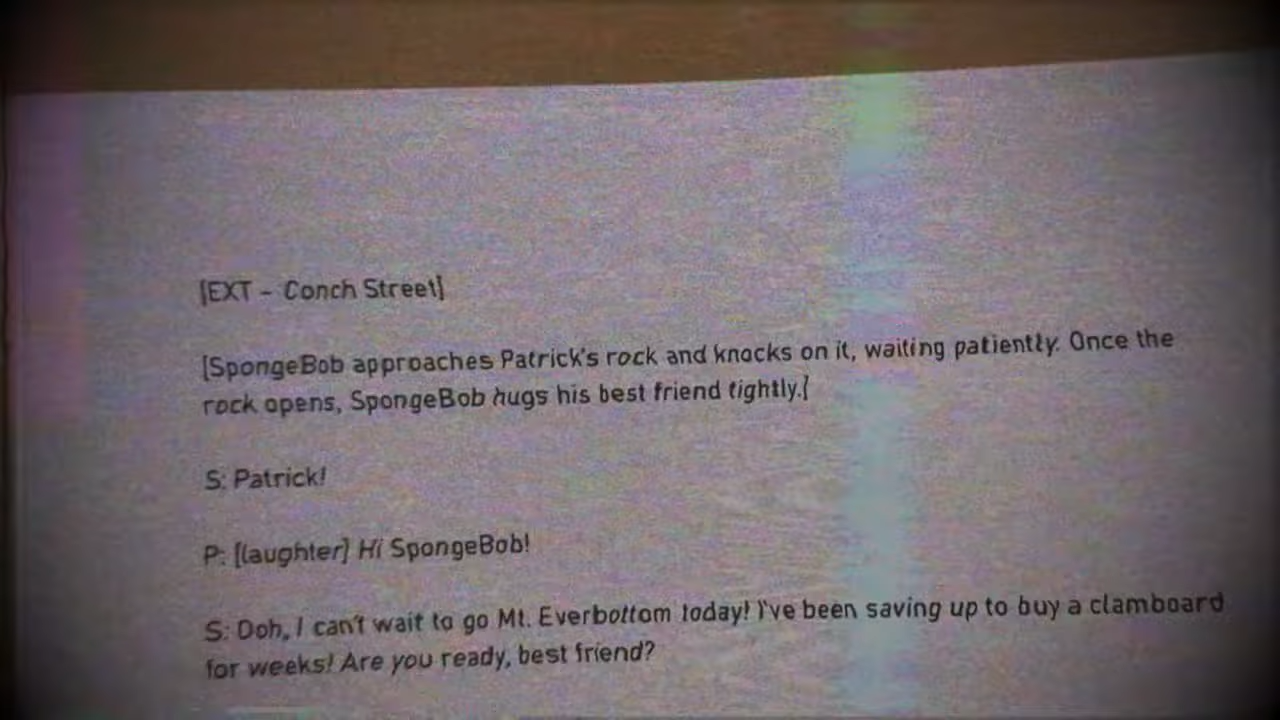 [EXT - Conch Street]
[SpongeBob approaches Patrick's rock and knocks on it, waiting patiently. Once the
rock opens, SpongeBob hugs his best friend tightly.]
S: Patrick!
P: [laughter] Hi SpongeBob!
S: Ooh, I can't wait to go Mt. Everbottom today! I've been saving up to buy a clamboard
for weeks! Are you ready, best friend?